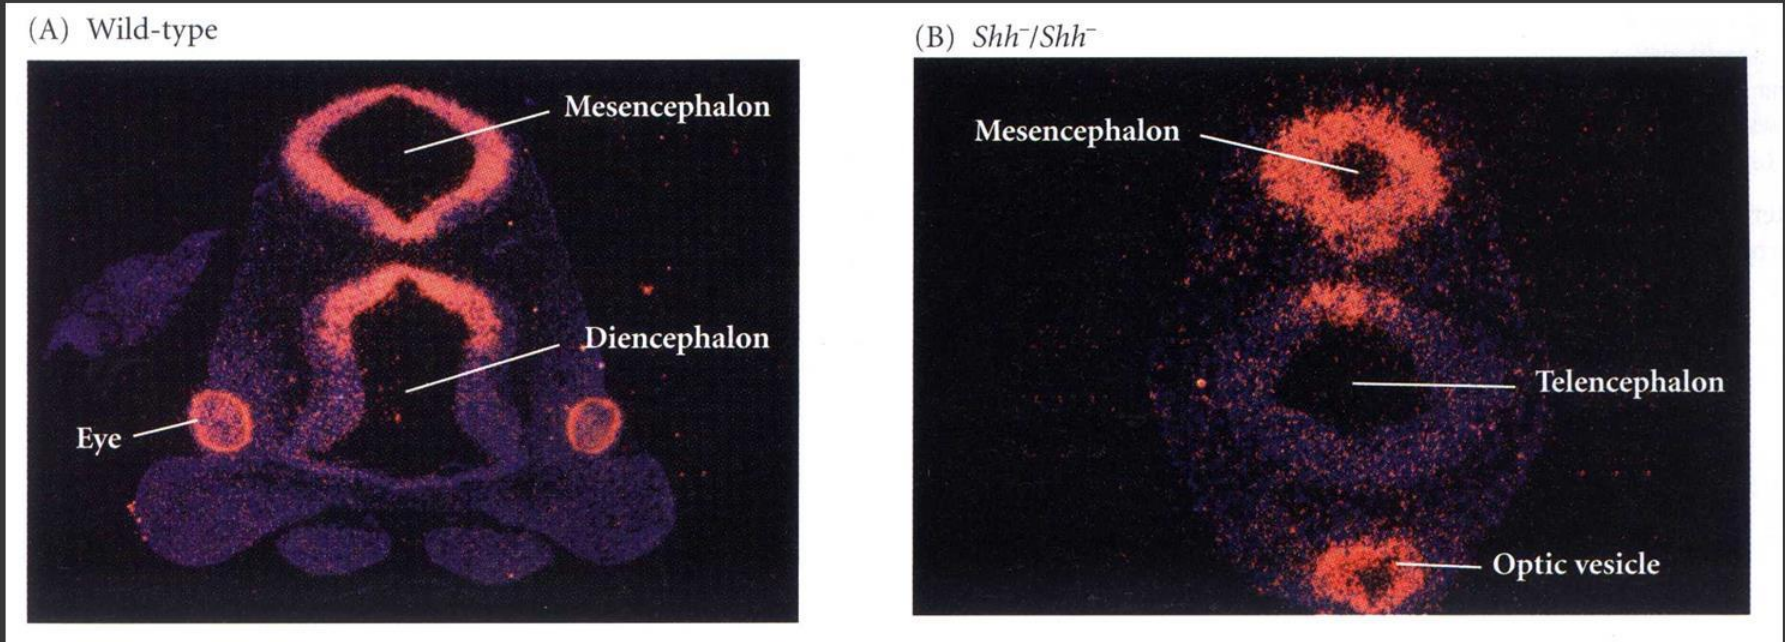 (A) Wild-type
Mesencephalon
Diencephalon
Eye
(B) Shh⁻/Shh⁻
Mesencephalon
Telencephalon
Optic vesicle